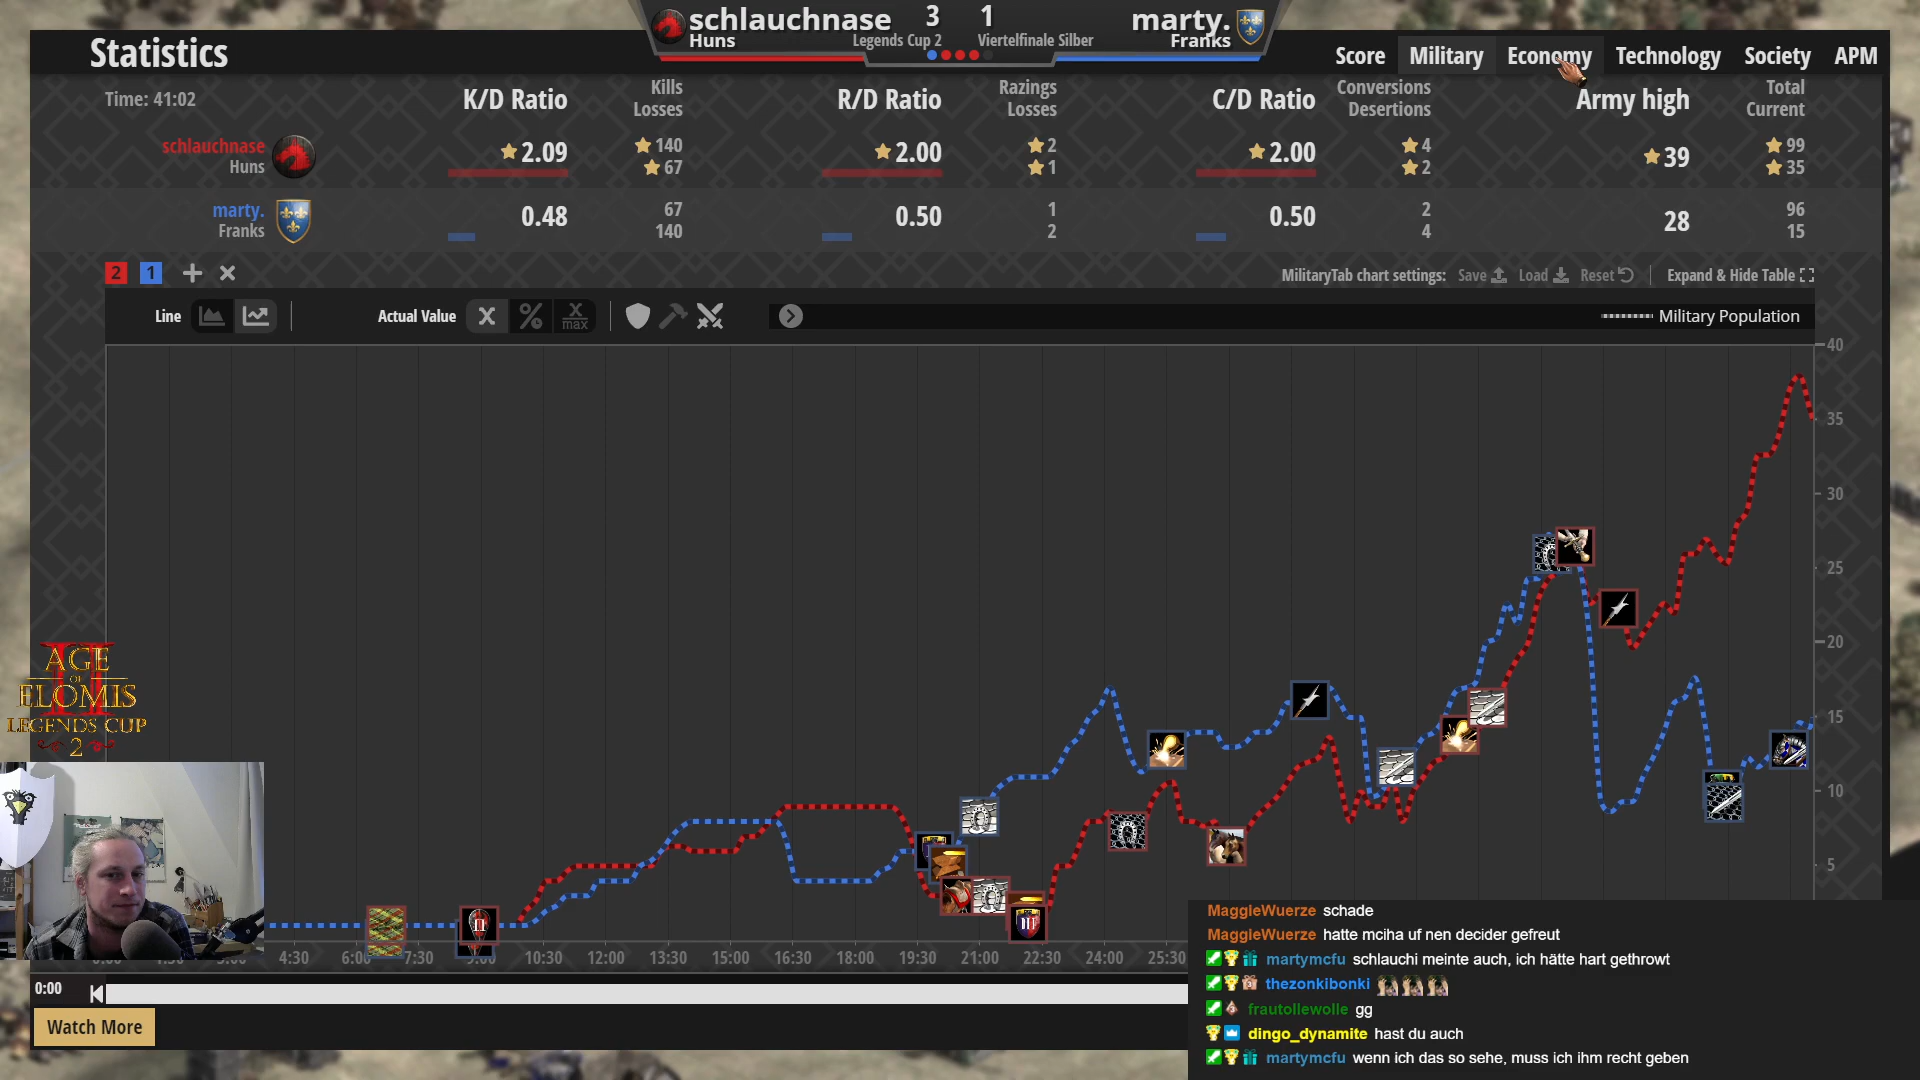 schlauchnase 3 1 marty.
Huns Legends Cup 2 Viertelfinale Silber Franks
Statistics
Score Military Economy Technology Society APM
Time: 41:02
K/D Ratio Kills Losses R/D Ratio Razings Losses C/D Ratio Conversions Desertions Army high Total Current
schlauchnase Huns 2.09 140 67 2.00 2 1 2.00 4 2 39 99 35
marty. Franks 0.48 67 140 0.50 1 2 0.50 2 4 28 96 15
2 1
MilitaryTab chart settings: Save Load Reset Expand & Hide Table
Line Actual Value X % X max Military Population
40
35
30
25
20
15
10
5
AGE
OF
ELOMIS
LEGENDS CUP
2
4:30 6:00 7:30 9:00 10:30 12:00 13:30 15:00 16:30 18:00 19:30 21:00 22:30 24:00 25:30
0:00
Watch More
MaggieWuerze schade
MaggieWuerze hatte mciha uf nen decider gefreut
martymcfu schlauchi meinte auch, ich hätte hart gethrowt
thezonkibonki
frautollewolle gg
dingo_dynamite hast du auch
martymcfu wenn ich das so sehe, muss ich ihm recht geben